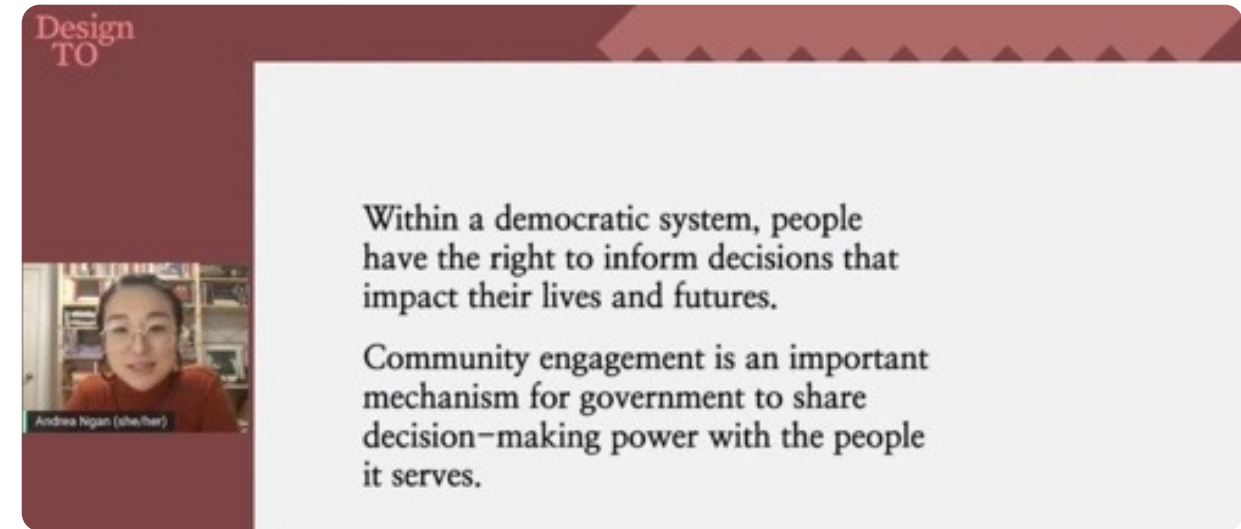 Design
TO
Within a democratic system, people
have the right to inform decisions that
impact their lives and futures.
Community engagement is an important
mechanism for government to share
decision-making power with the people
it serves.
Andrea Ngan (she/her)